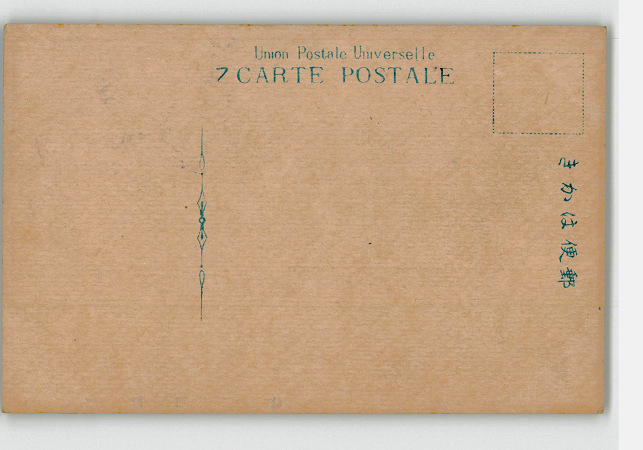 Union Postale Universelle
7 CARTE POSTALE
きかは便郵